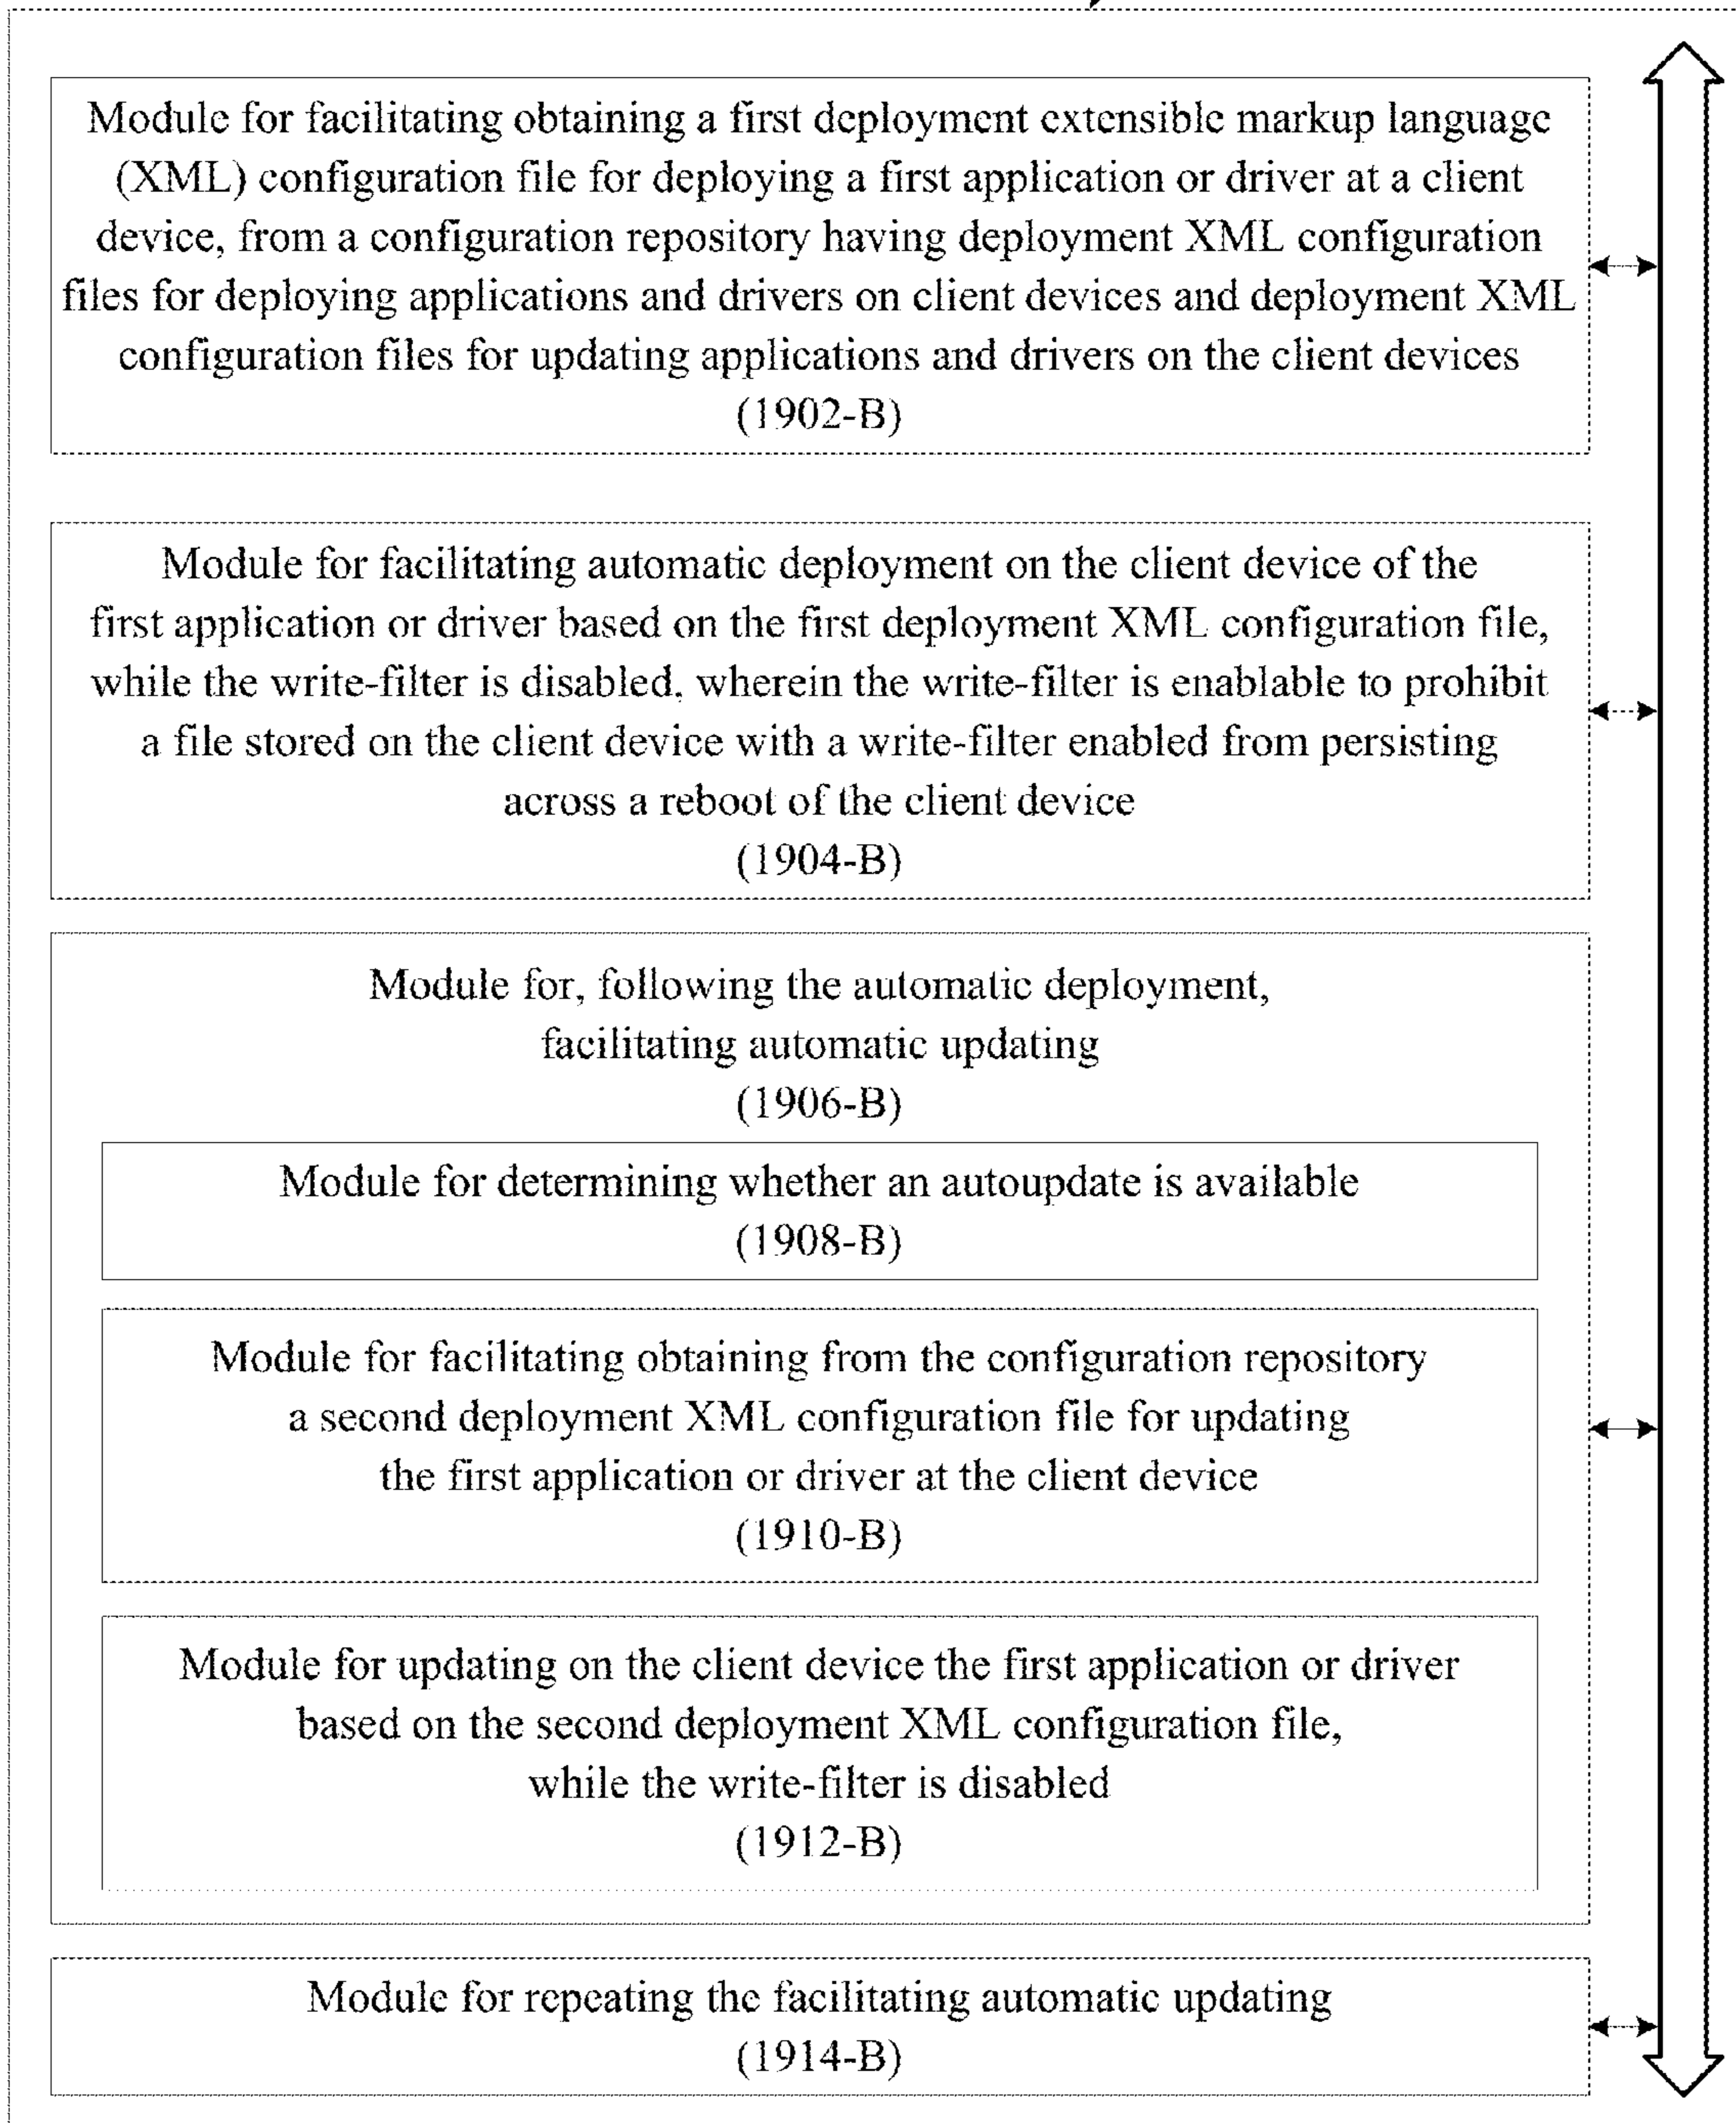 Module for facilitating obtaining a first deployment extensible markup language
(XML) configuration file for deploying a first application or driver at a client
device, from a configuration repository having deployment XML configuration
files for deploying applications and drivers on client devices and deployment XML
configuration files for updating applications and drivers on the client devices
(1902-B)
Module for facilitating automatic deployment on the client device of the
first application or driver based on the first deployment XML configuration file,
while the write-filter is disabled, wherein the write-filter is enablable to prohibit
a file stored on the client device with a write-filter enabled from persisting
across a reboot of the client device
(1904-B)
Module for, following the automatic deployment,
facilitating automatic updating
(1906-B)
Module for determining whether an autoupdate is available
(1908-B)
Module for facilitating obtaining from the configuration repository
a second deployment XML configuration file for updating
the first application or driver at the client device
(1910-B)
Module for updating on the client device the first application or driver
based on the second deployment XML configuration file,
while the write-filter is disabled
(1912-B)
Module for repeating the facilitating automatic updating
(1914-B)